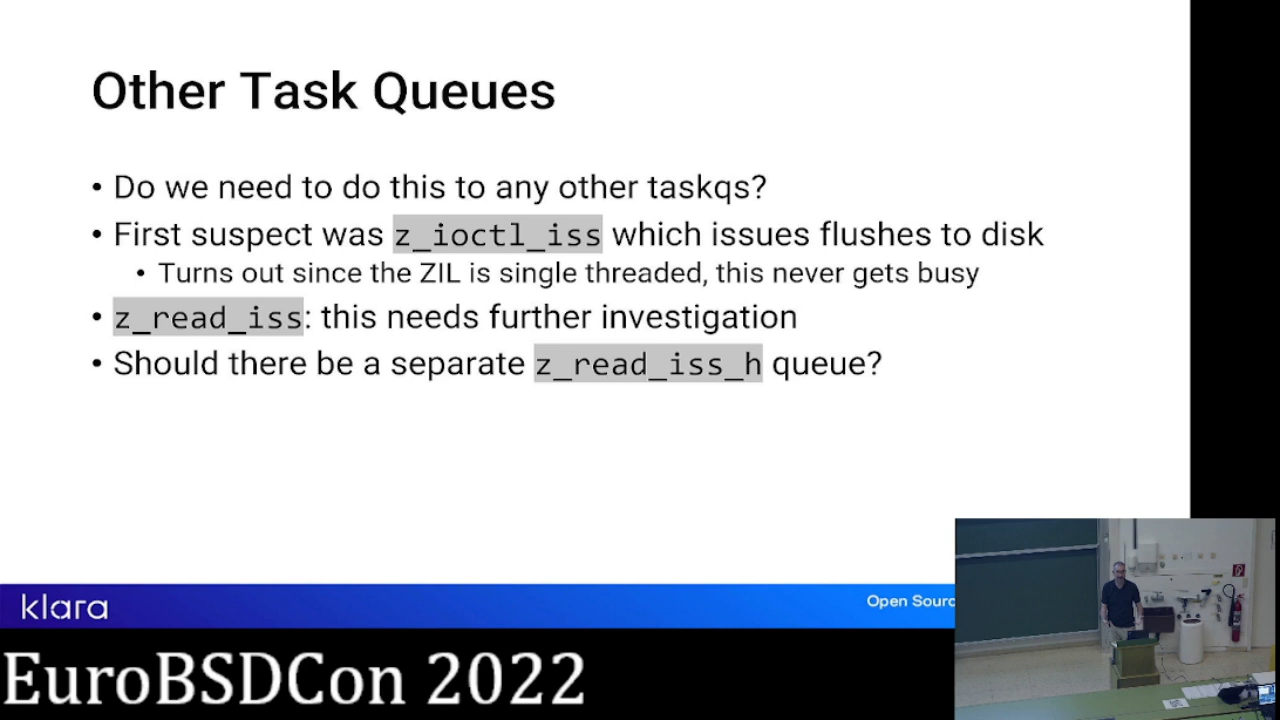 Other Task Queues
• Do we need to do this to any other taskqs?
• First suspect was z_ioctl_iss which issues flushes to disk
• Turns out since the ZIL is single threaded, this never gets busy
• z_read_iss: this needs further investigation
• Should there be a separate z_read_iss_h queue?
klara
Open Sourc
EuroBSDCon 2022